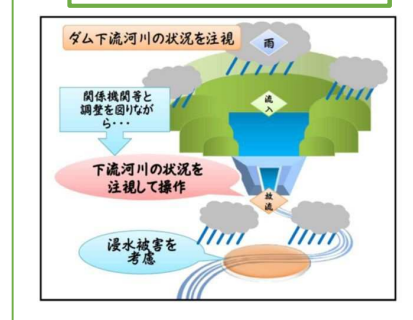 ダム下流河川の状況を注視
雨
関係機関等と
調整を図りなが
ら・・・
流入
下流河川の状況を
注視して操作
放流
浸水被害を
考慮